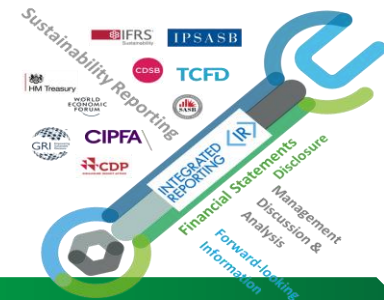 Sustainability Reporting
IFRS
Sustainability
IPSASB
CDSB
TCFD
HM Treasury
WORLD
ECONOMIC
FORUM
SASB
GRI
CIPFA
CDP
INTEGRATED
REPORTING
<IR>
Financial Statements
Disclosure
Management
Discussion &
Analysis
Forward-looking
Information